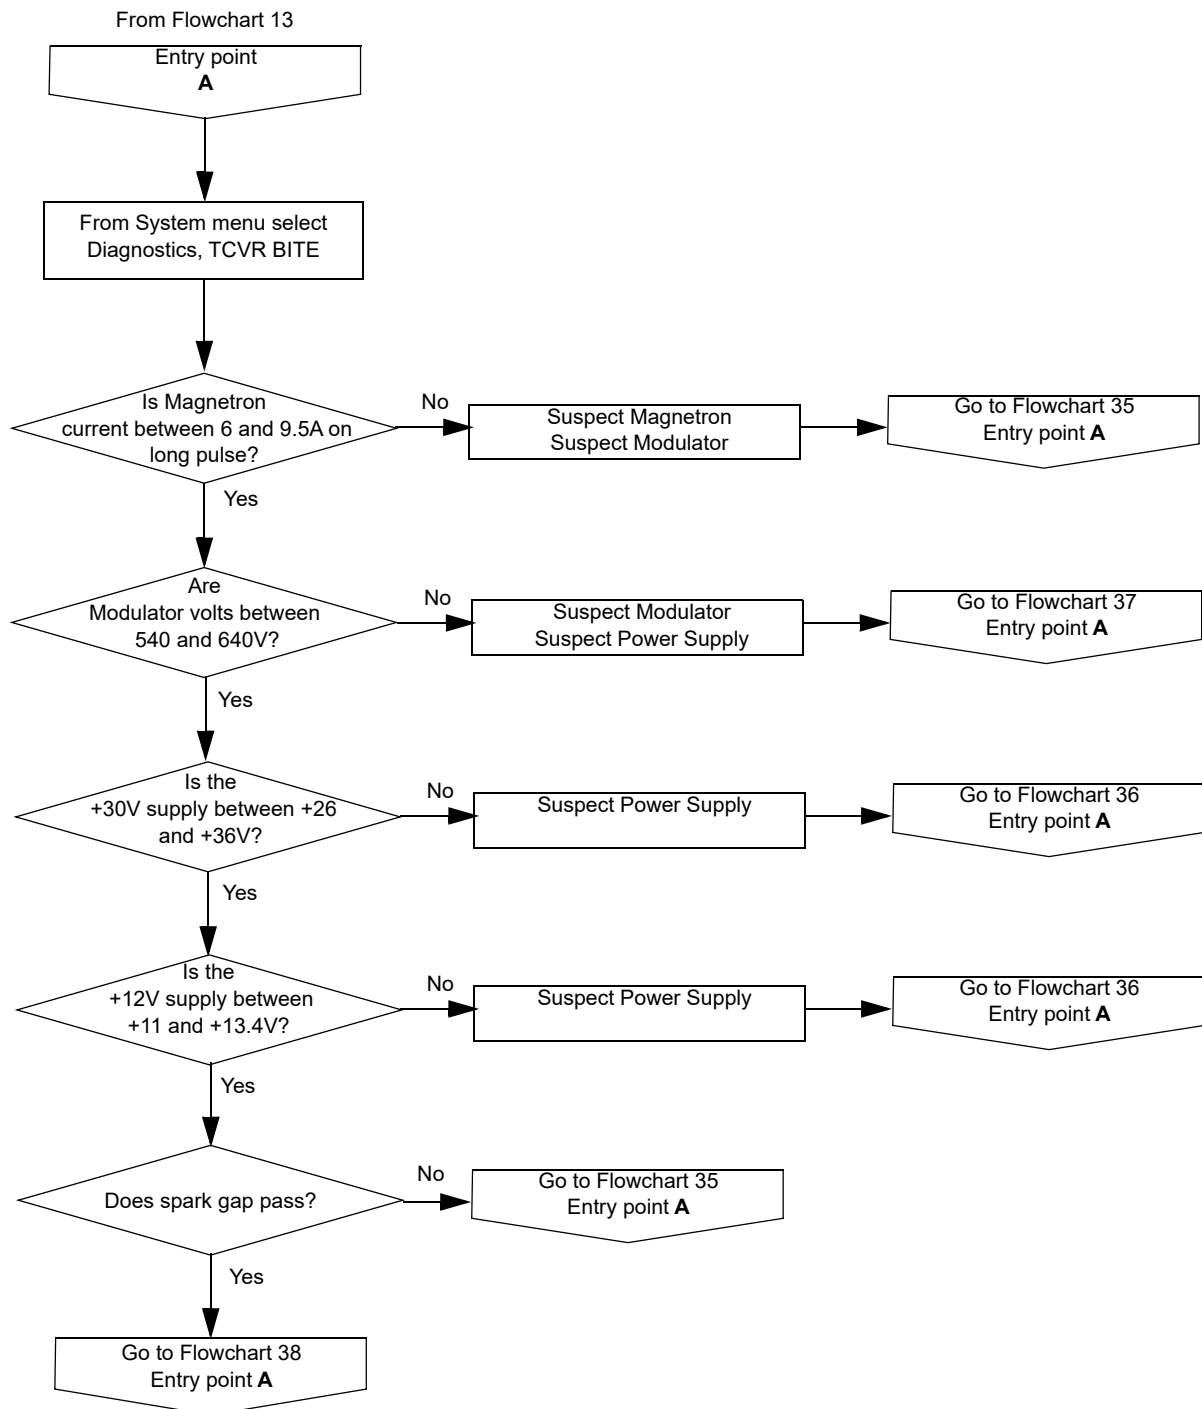 From Flowchart 13
Entry point
A
From System menu select
Diagnostics, TCVR BITE
Is Magnetron
current between 6 and 9.5A on
long pulse?
No
Suspect Magnetron
Suspect Modulator
Go to Flowchart 35
Entry point A
Yes
Are
Modulator volts between
540 and 640V?
No
Suspect Modulator
Suspect Power Supply
Go to Flowchart 37
Entry point A
Yes
Is the
+30V supply between +26
and +36V?
No
Suspect Power Supply
Go to Flowchart 36
Entry point A
Yes
Is the
+12V supply between
+11 and +13.4V?
No
Suspect Power Supply
Go to Flowchart 36
Entry point A
Yes
Does spark gap pass?
No
Go to Flowchart 35
Entry point A
Yes
Go to Flowchart 38
Entry point A